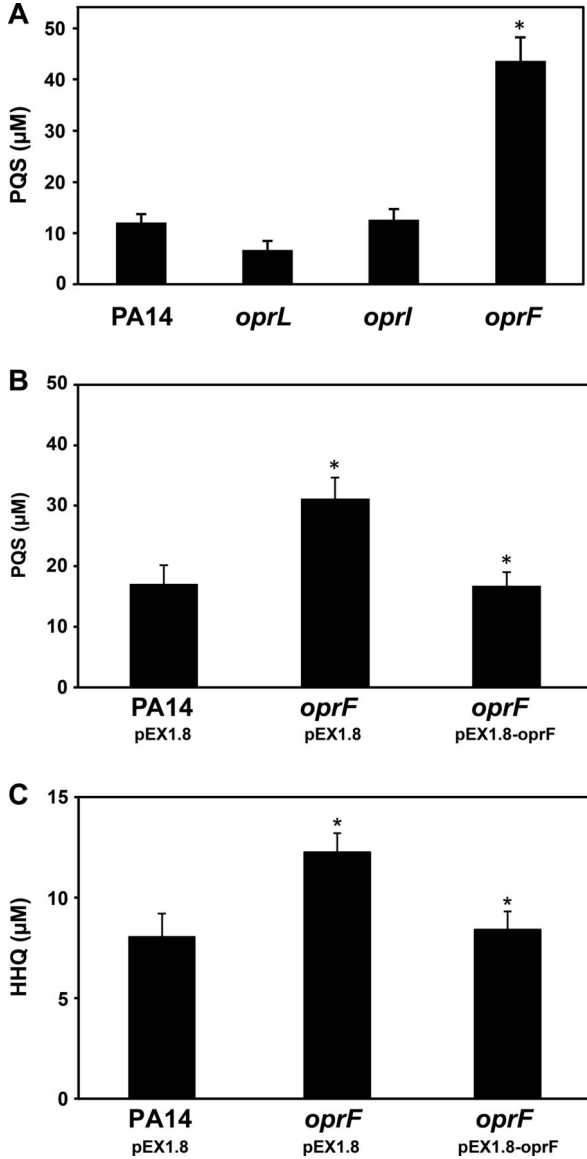 A
PQS (µM)
50
40
30
20
10
0
*
PA14 oprL oprI oprF
B
PQS (µM)
50
40
30
20
10
0
*
*
PA14 oprF oprF
pEX1.8 pEX1.8 pEX1.8-oprF
C
HHQ (µM)
15
10
5
0
*
*
PA14 oprF oprF
pEX1.8 pEX1.8 pEX1.8-oprF